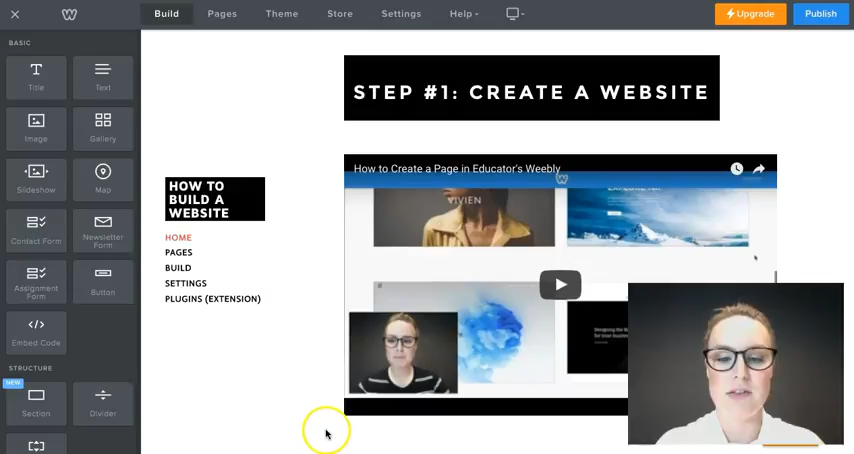 Build Pages Theme Store Settings Help Upgrade Publish
BASIC
Title Text
Image Gallery
Slideshow Map
Contact Form Newsletter Form
Assignment Form Button
Embed Code
STRUCTURE
NEW
Section Divider
STEP #1: CREATE A WEBSITE
HOW TO
BUILD A
WEBSITE
HOME
PAGES
BUILD
SETTINGS
PLUGINS (EXTENSION)
How to Create a Page in Educator's Weebly
VIVIEN